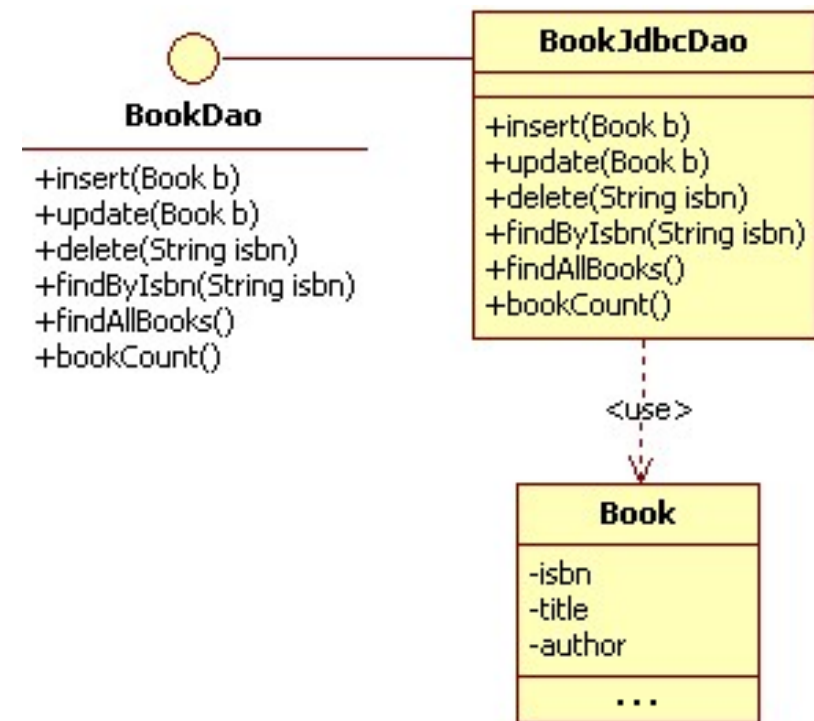 BookDao
+insert(Book b)
+update(Book b)
+delete(String isbn)
+findByIsbn(String isbn)
+findAllBooks()
+bookCount()
BookJdbcDao
+insert(Book b)
+update(Book b)
+delete(String isbn)
+findByIsbn(String isbn)
+findAllBooks()
+bookCount()
<use>
Book
-isbn
-title
-author
...